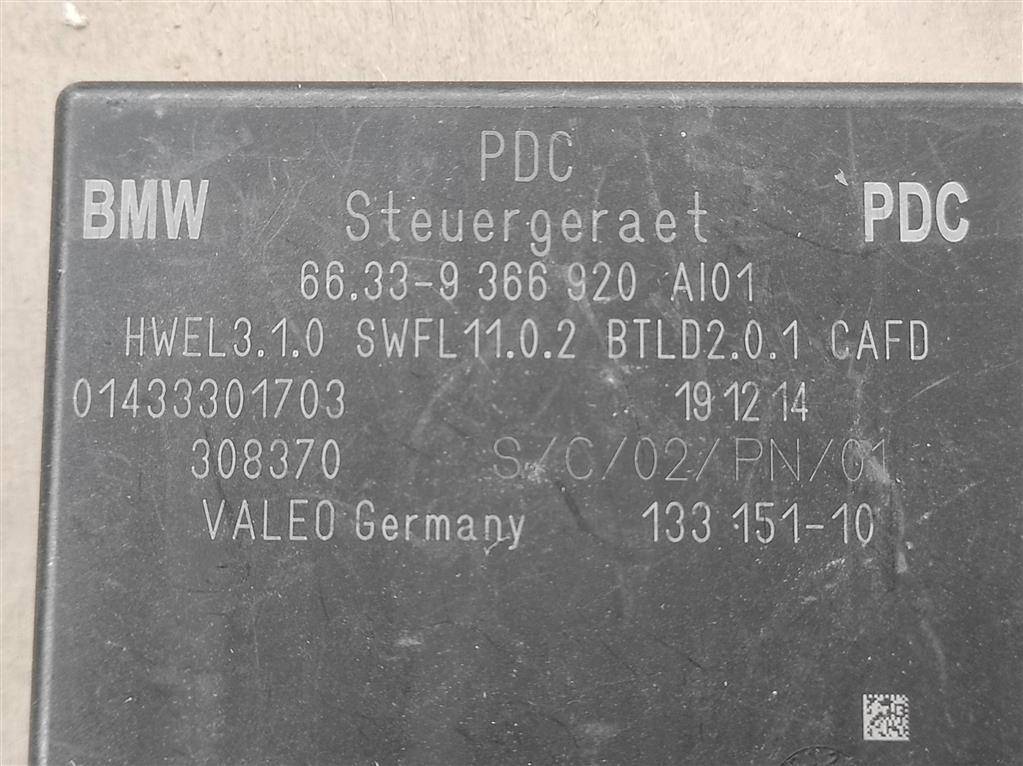 PDC
BMW Steuergeraet PDC
66.33-9 366 920 AI01
HWEL3.1.0 SWFL11.0.2 BTLD2.0.1 CAFD
01433301703 19 12 14
308370 S/C/02/PN/01
VALEO Germany 133 151-10